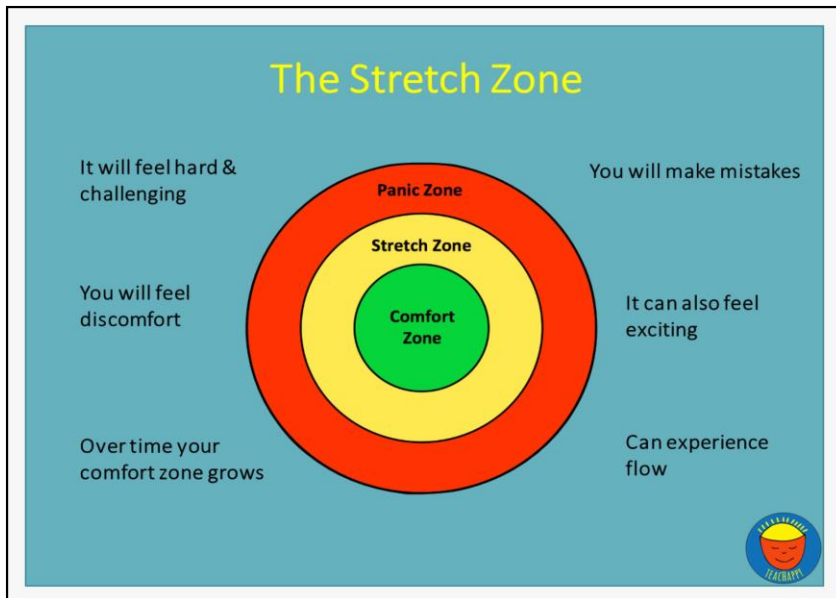 The Stretch Zone
It will feel hard &
challenging
You will make mistakes
Panic Zone
Stretch Zone
You will feel
discomfort
Comfort
Zone
It can also feel
exciting
Over time your
comfort zone grows
Can experience
flow
TEACHAPPY